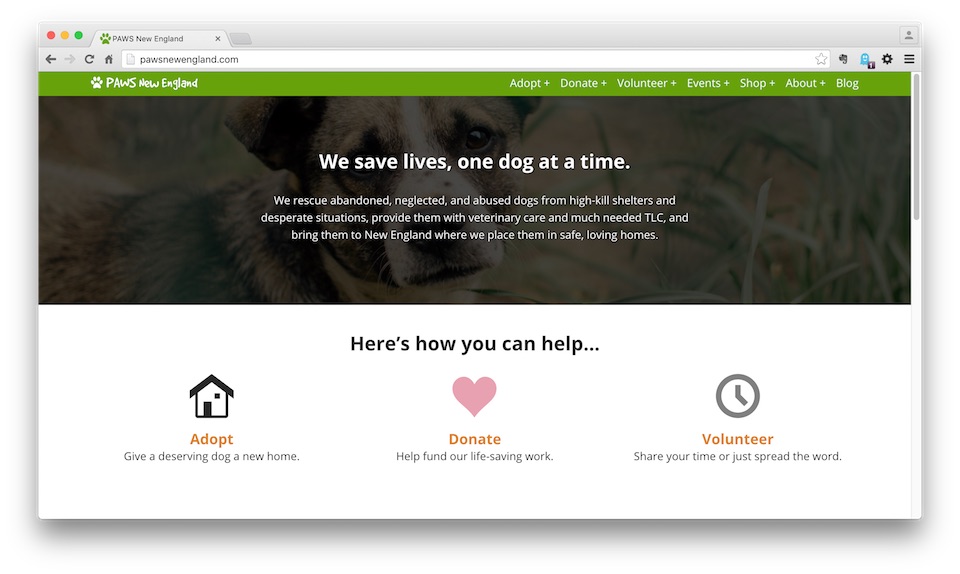 PAWS New England
pawsnewengland.com
PAWS New England
Adopt + Donate + Volunteer + Events + Shop + About + Blog
We save lives, one dog at a time.
We rescue abandoned, neglected, and abused dogs from high-kill shelters and
desperate situations, provide them with veterinary care and much needed TLC, and
bring them to New England where we place them in safe, loving homes.
Here’s how you can help...
Adopt
Give a deserving dog a new home.
Donate
Help fund our life-saving work.
Volunteer
Share your time or just spread the word.